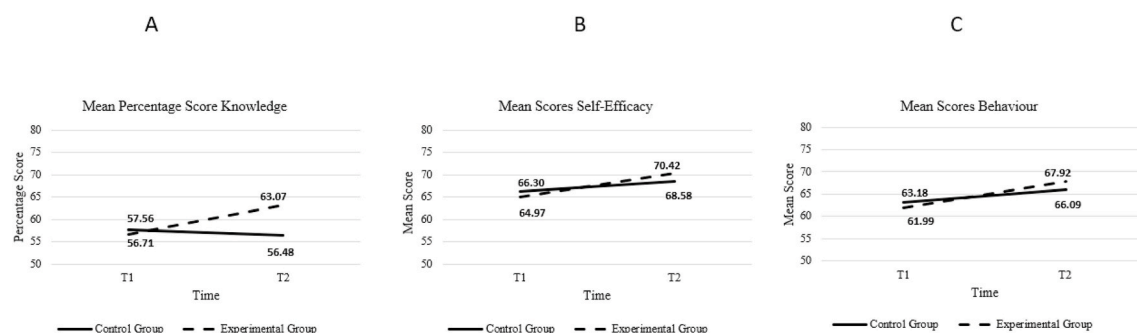 A
B
C
Mean Percentage Score Knowledge
80
75
70
65
60
55
50
Percentage Score
57.56
56.71
63.07
56.48
T1
T2
Time
Control Group
Experimental Group
Mean Scores Self-Efficacy
80
75
70
65
60
55
50
Mean Score
66.30
64.97
70.42
68.58
T1
T2
Time
Control Group
Experimental Group
Mean Scores Behaviour
80
75
70
65
60
55
50
Mean Score
63.18
61.99
67.92
66.09
T1
T2
Time
Control Group
Experimental Group